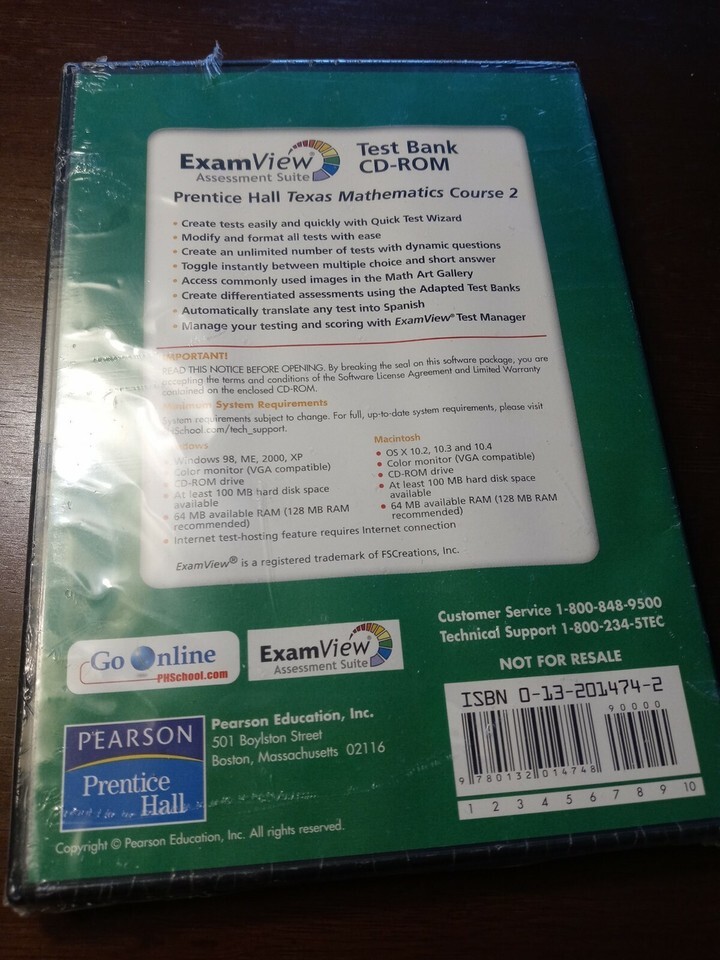 ExamView®
Assessment Suite
Test Bank
CD-ROM
Prentice Hall Texas Mathematics Course 2
• Create tests easily and quickly with Quick Test Wizard
• Modify and format all tests with ease
• Create an unlimited number of tests with dynamic questions
• Toggle instantly between multiple choice and short answer
• Access commonly used images in the Math Art Gallery
• Create differentiated assessments using the Adapted Test Banks
• Automatically translate any test into Spanish
• Manage your testing and scoring with ExamView® Test Manager
IMPORTANT!
READ THIS NOTICE BEFORE OPENING. By breaking the seal on this software package, you are
accepting the terms and conditions of the Software License Agreement and Limited Warranty
contained on the enclosed CD-ROM.
System Requirements
System requirements subject to change. For full, up-to-date system requirements, please visit
PHSchool.com/tech_support.
Windows
• Windows 98, ME, 2000, XP
• Color monitor (VGA compatible)
• CD-ROM drive
• At least 100 MB hard disk space
available
• 64 MB available RAM (128 MB RAM
recommended)
• Internet test-hosting feature requires Internet connection
Macintosh
• OS X 10.2, 10.3 and 10.4
• Color monitor (VGA compatible)
• CD-ROM drive
• At least 100 MB hard disk space
available
• 64 MB available RAM (128 MB RAM
recommended)
ExamView® is a registered trademark of FSCreations, Inc.
Customer Service 1-800-848-9500
Technical Support 1-800-234-5TEC
NOT FOR RESALE
Go Online
PHSchool.com
ExamView®
Assessment Suite
ISBN 0-13-201474-2
90000
9 780132 014748
1 2 3 4 5 6 7 8 9 10
PEARSON
Prentice
Hall
Pearson Education, Inc.
501 Boylston Street
Boston, Massachusetts 02116
Copyright © Pearson Education, Inc. All rights reserved.